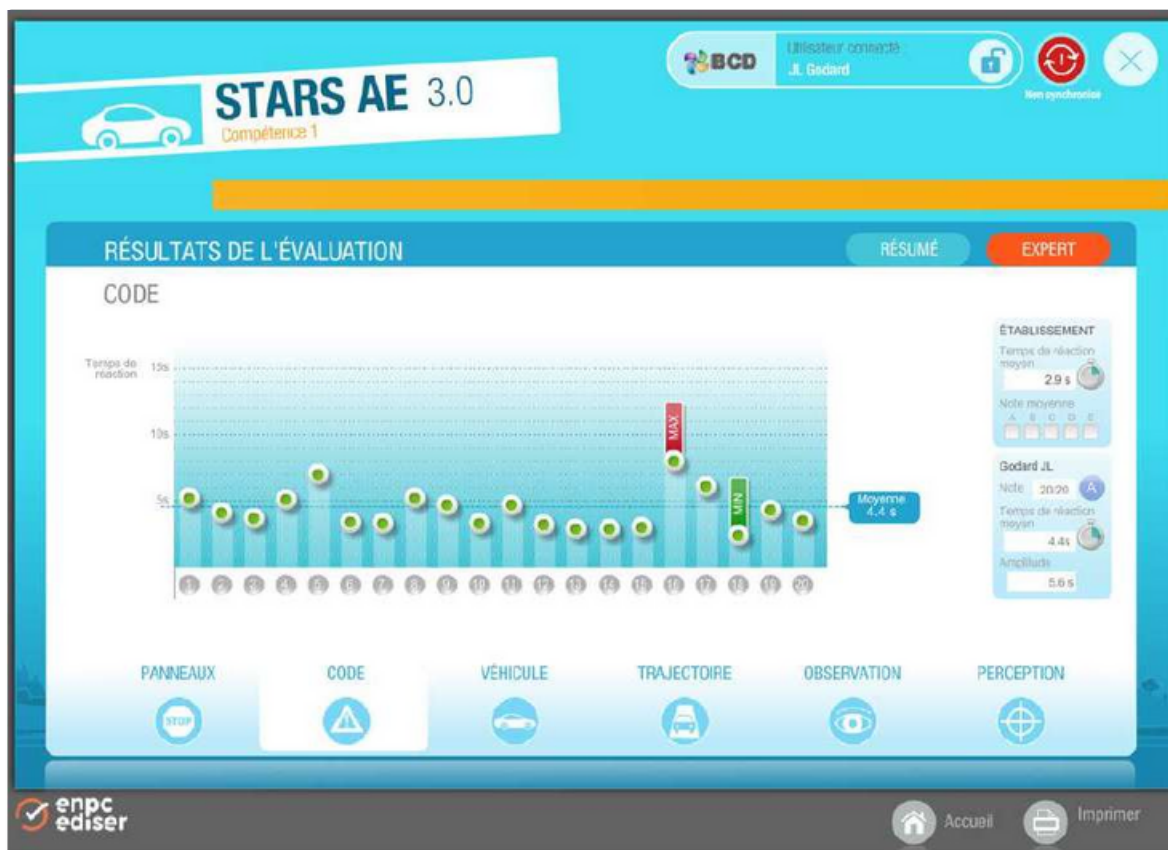 BCD
Utilisateur connecté :
JL Godard
Non synchronisé
STARS AE 3.0
Compétence 1
RÉSULTATS DE L'ÉVALUATION
RÉSUMÉ
EXPERT
CODE
Temps de
réaction
15s
10s
5s
MAX
MIN
Moyenne
4.4 s
1 2 3 4 5 6 7 8 9 10 11 12 13 14 15 16 17 18 19 20
ÉTABLISSEMENT
Temps de réaction
moyen
2.9 s
Note moyenne
A B C D E
Godard JL
Note 20/20 A
Temps de réaction
moyen
4.4s
Amplitude
5.6 s
PANNEAUX
CODE
VÉHICULE
TRAJECTOIRE
OBSERVATION
PERCEPTION
STOP
enpc
ediser
Accueil
Imprimer